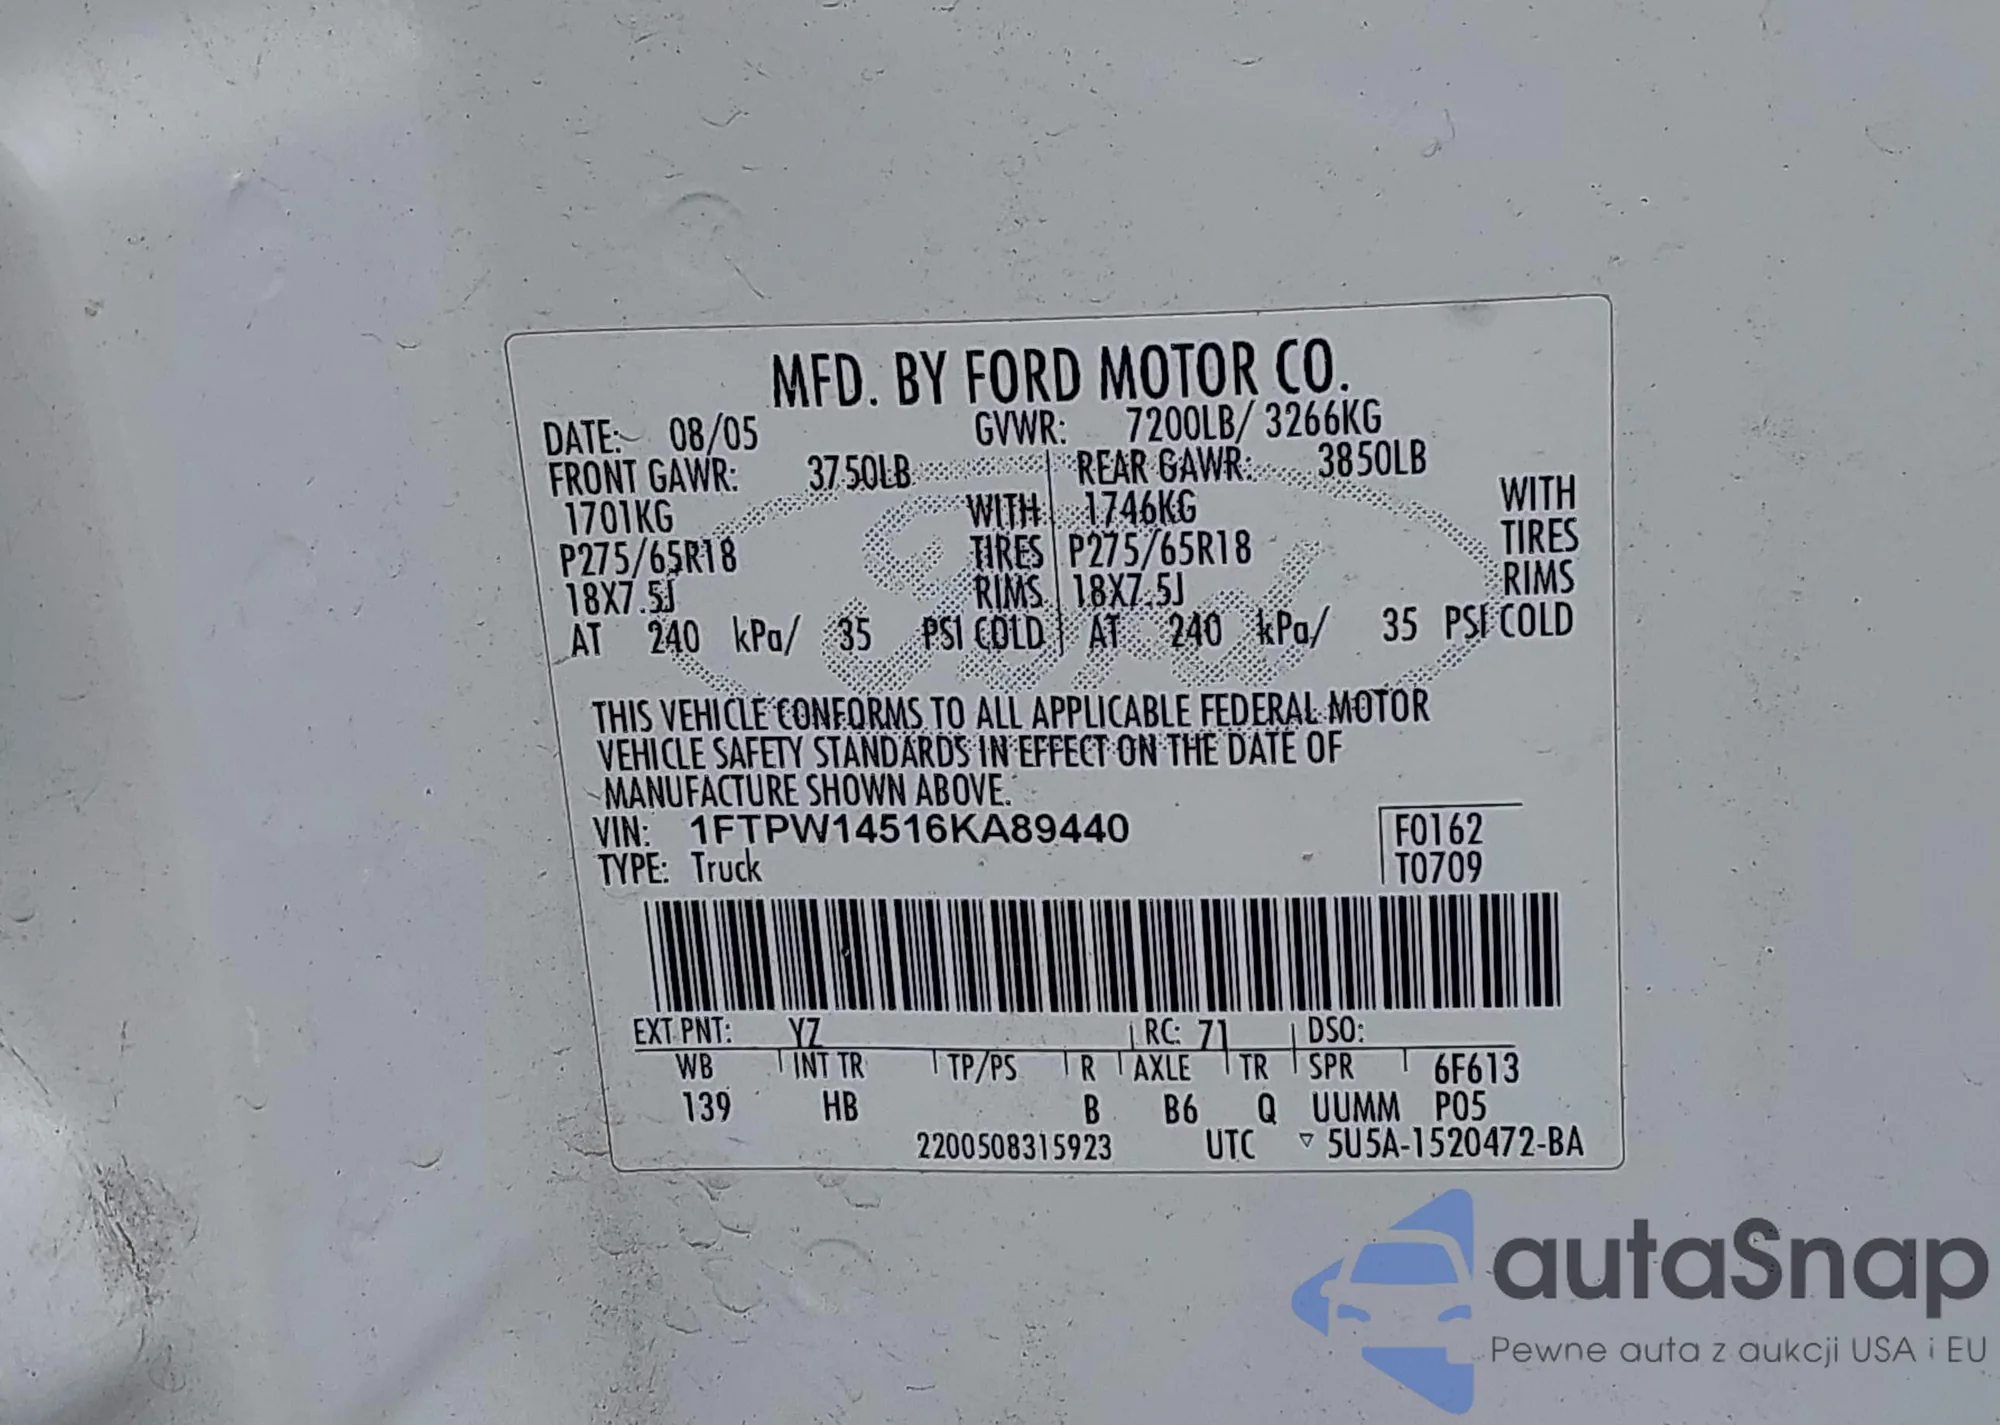 MFD. BY FORD MOTOR CO.
DATE: 08/05 GVWR: 7200LB/ 3266KG
FRONT GAWR: 3750LB REAR GAWR: 3850LB
1701KG WITH 1746KG WITH
P275/65R18 TIRES P275/65R18 TIRES
18X7.5J RIMS 18X7.5J RIMS
AT 240 kPa/ 35 PSI COLD AT 240 kPa/ 35 PSI COLD
THIS VEHICLE CONFORMS TO ALL APPLICABLE FEDERAL MOTOR
VEHICLE SAFETY STANDARDS IN EFFECT ON THE DATE OF
MANUFACTURE SHOWN ABOVE.
VIN: 1FTPW14516KA89440 F0162
TYPE: Truck T0709
EXT PNT: YZ RC: 71 DSO:
WB INT TR TP/PS R AXLE TR SPR 6F613
139 HB B B6 Q UUMM P05
2200508315923 UTC ▽ 5U5A-1520472-BA
Ford
autaSnap
Pewne auta z aukcji USA i EU